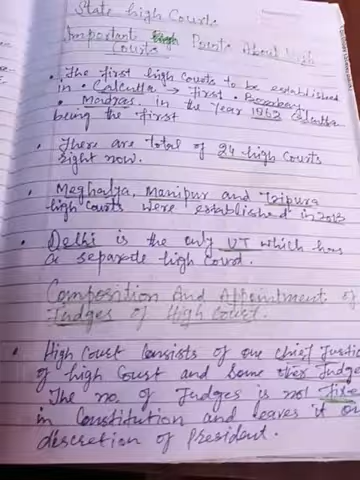 State high Courts
Important Points About high
Courts
• The first high Courts to be established
in • Calcutta → first • Bombay
• Madras in the year 1862 Calcutta
being the first
• There are total of 24 high Courts
right now.
• Meghalya, Manipur and Tripura
high Courts were established in 2013
• Delhi is the only UT which has
a separate high Court.
Composition And Appointment of
Judges of High Court.
• High Court Consists of one chief Justice
of high Court and Some other Judge
The no of Judges is not fixe
in Constitution and leaves it on
discretion of President.